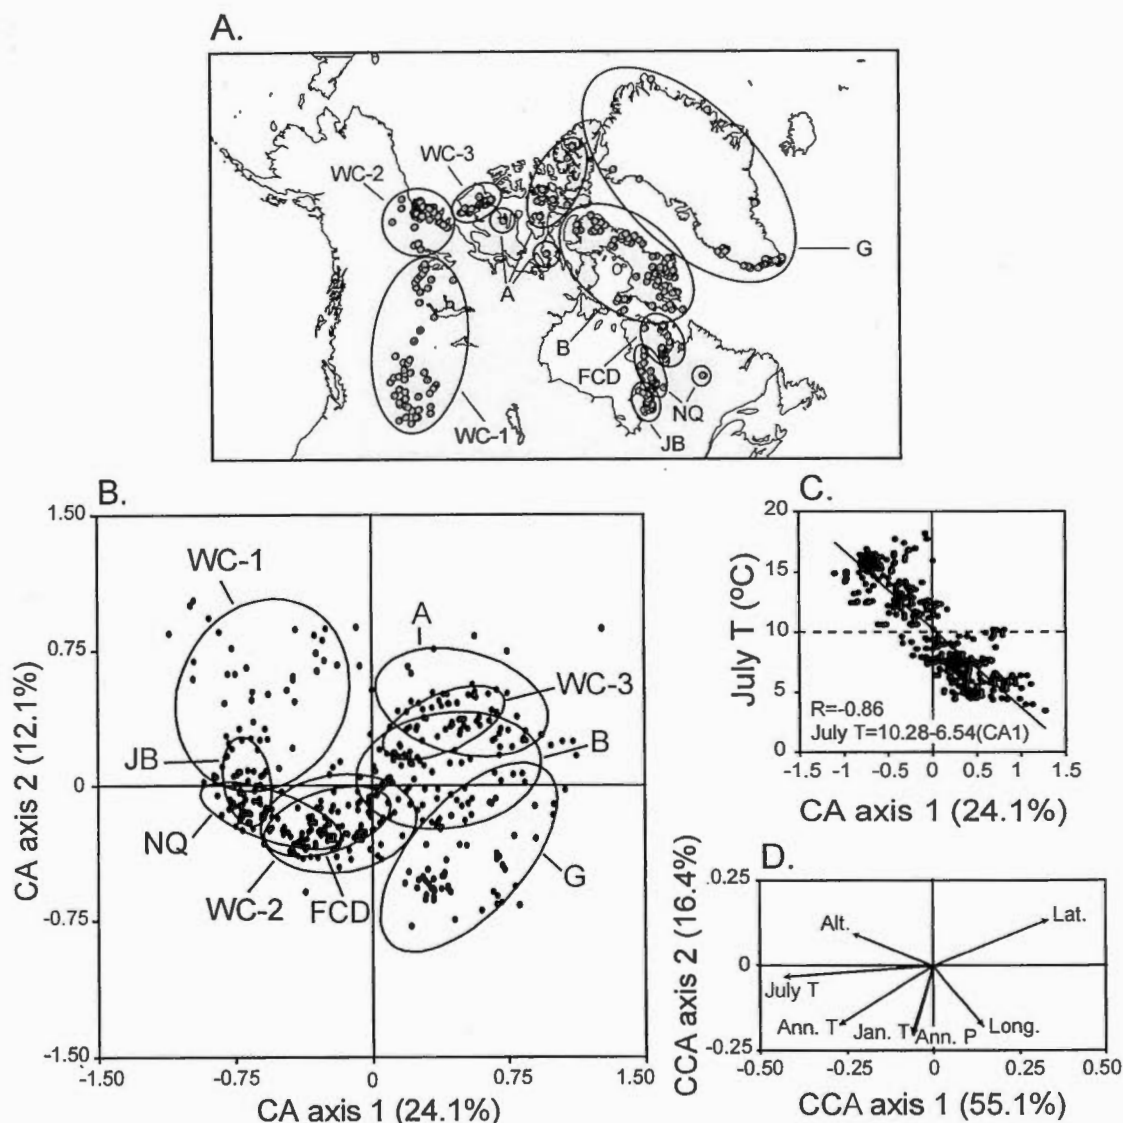 A.
WC-3
WC-2
G
A
B
FCD
NQ
WC-1
JB
B.
1.50
WC-1
A
0.75
WC-3
JB
B
0
NQ
G
WC-2
FCD
-0.75
-1.50
-1.50
-0.75
0
0.75
1.50
CA axis 1 (24.1%)
CA axis 2 (12.1%)
C.
20
15
10
5
0
July T (°C)
R=-0.86
July T=10.28-6.54(CA1)
-1.5
-1
-0.5
0
0.5
1
1.5
CA axis 1 (24.1%)
D.
.0.25
Lat.
Alt.
0
July T
Ann. T
Jan. T
Ann. P
Long.
-0.25
-0.50
-0.25
0
0.25
0.50
CCA axis 1 (55.1%)
CCA axis 2 (16.4%)